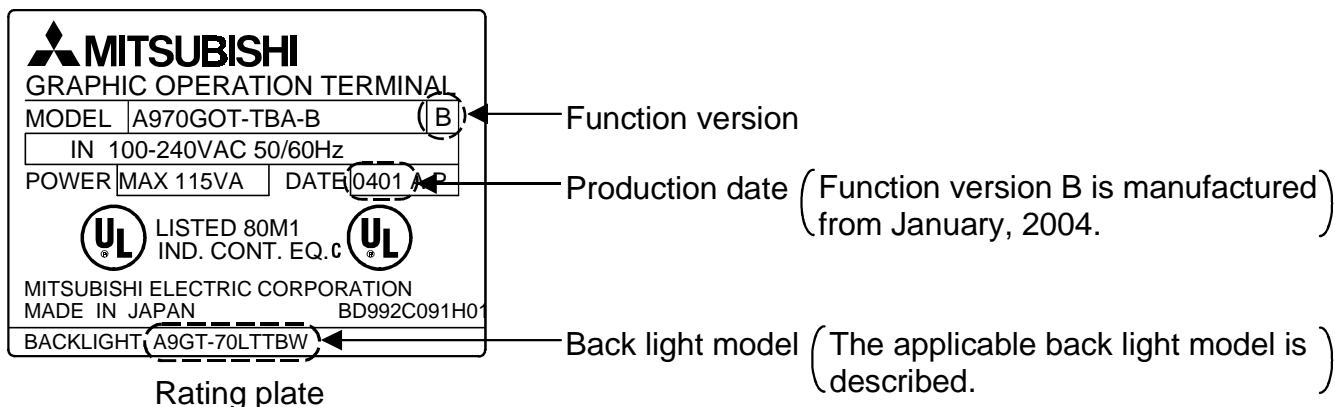 MITSUBISHI
GRAPHIC OPERATION TERMINAL
MODEL A970GOT-TBA-B B
IN 100-240VAC 50/60Hz
POWER MAX 115VA DATE 0401 A P
UL LISTED 80M1 UL
IND. CONT. EQ. C
MITSUBISHI ELECTRIC CORPORATION
MADE IN JAPAN BD992C091H01
BACKLIGHT A9GT-70LTTBW
Rating plate
Function version
Production date (Function version B is manufactured
from January, 2004.)
Back light model (The applicable back light model is
described.)